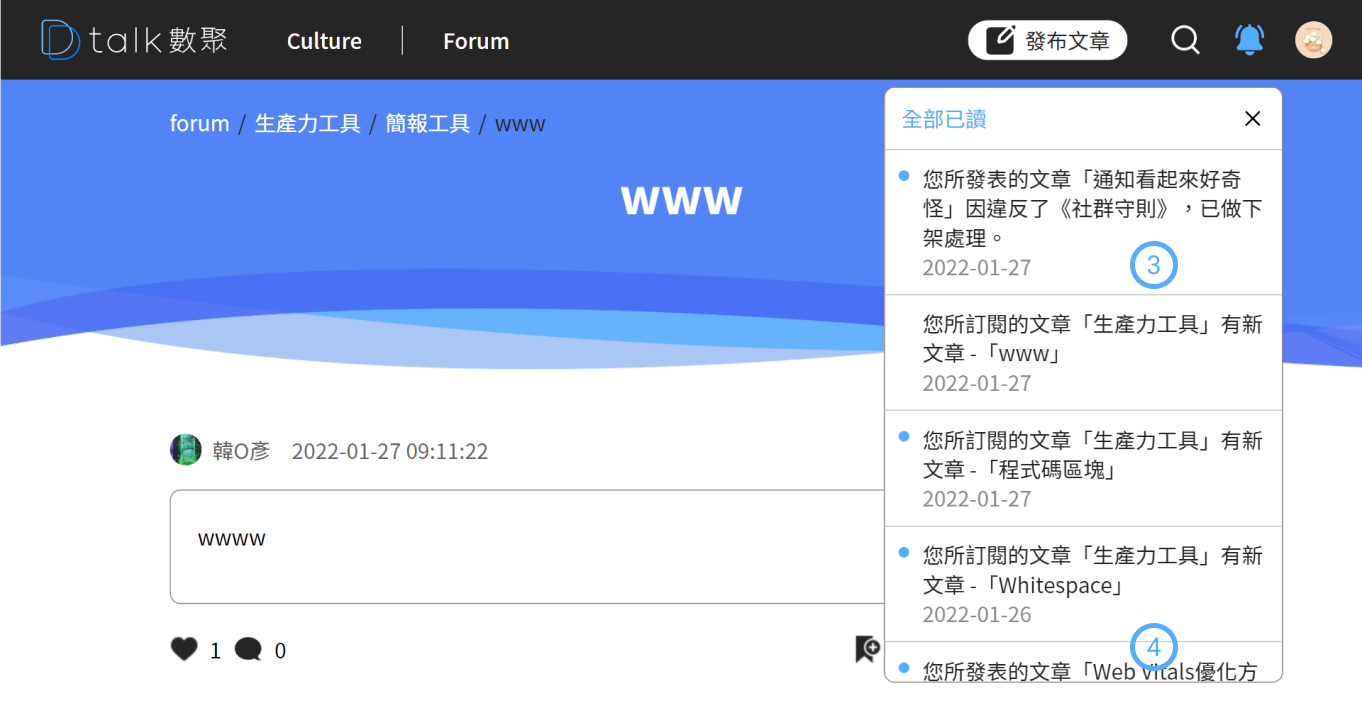 Dtalk數聚
Culture
Forum
發布文章
forum / 生產力工具 / 簡報工具 / www
www
韓O彥 2022-01-27 09:11:22
wwww
1
0
全部已讀
您所發表的文章「通知看起來好奇
怪」因違反了《社群守則》，已做下
架處理。
2022-01-27
3
您所訂閱的文章「生產力工具」有新
文章 -「www」
2022-01-27
您所訂閱的文章「生產力工具」有新
文章 -「程式碼區塊」
2022-01-27
您所訂閱的文章「生產力工具」有新
文章 -「Whitespace」
2022-01-26
4
您所發表的文章「Web Vitals優化方